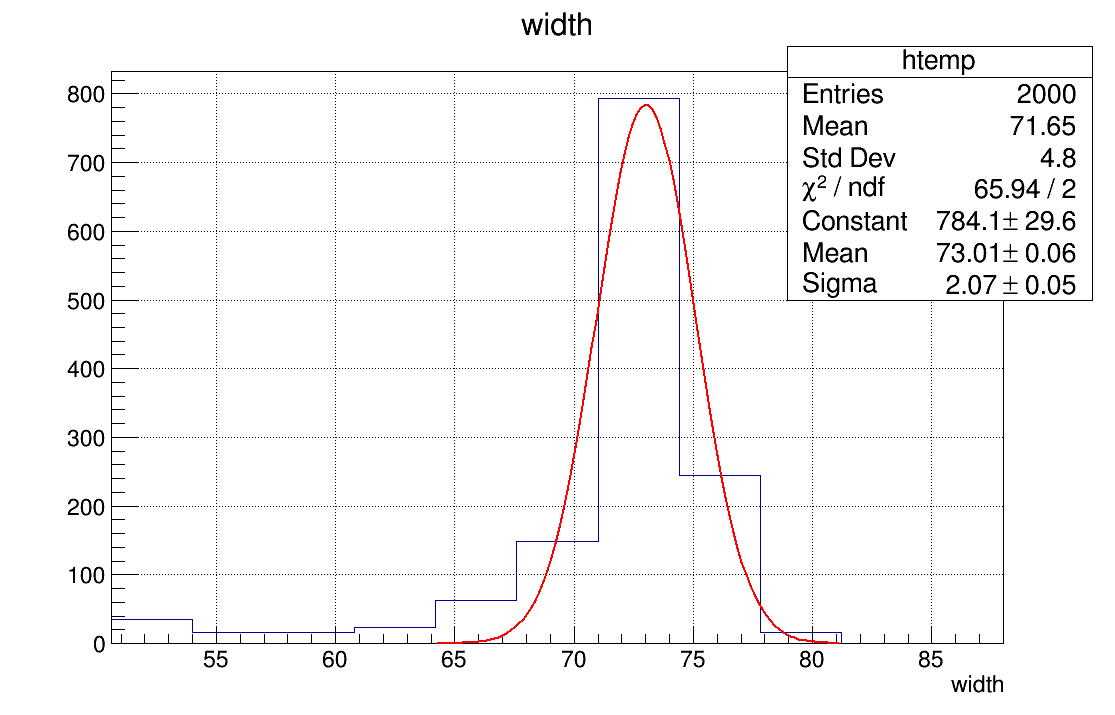 width
htemp
Entries 2000
Mean 71.65
Std Dev 4.8
χ² / ndf 65.94 / 2
Constant 784.1± 29.6
Mean 73.01± 0.06
Sigma 2.07 ± 0.05
800
700
600
500
400
300
200
100
0
55 60 65 70 75 80 85
width